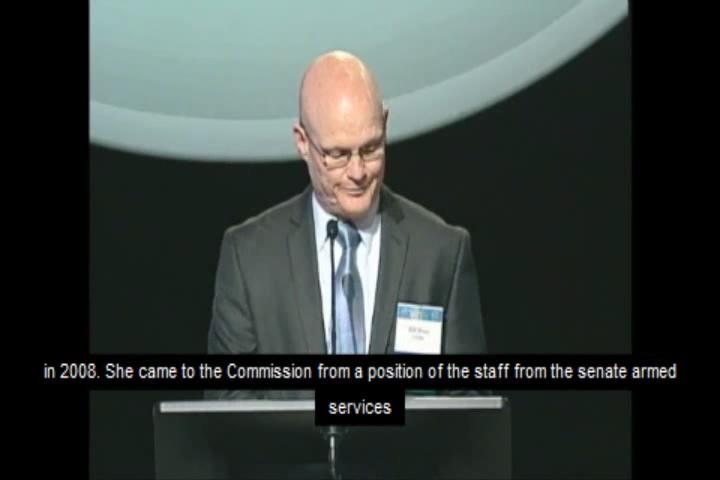 in 2008. She came to the Commission from a position of the staff from the senate armed
services